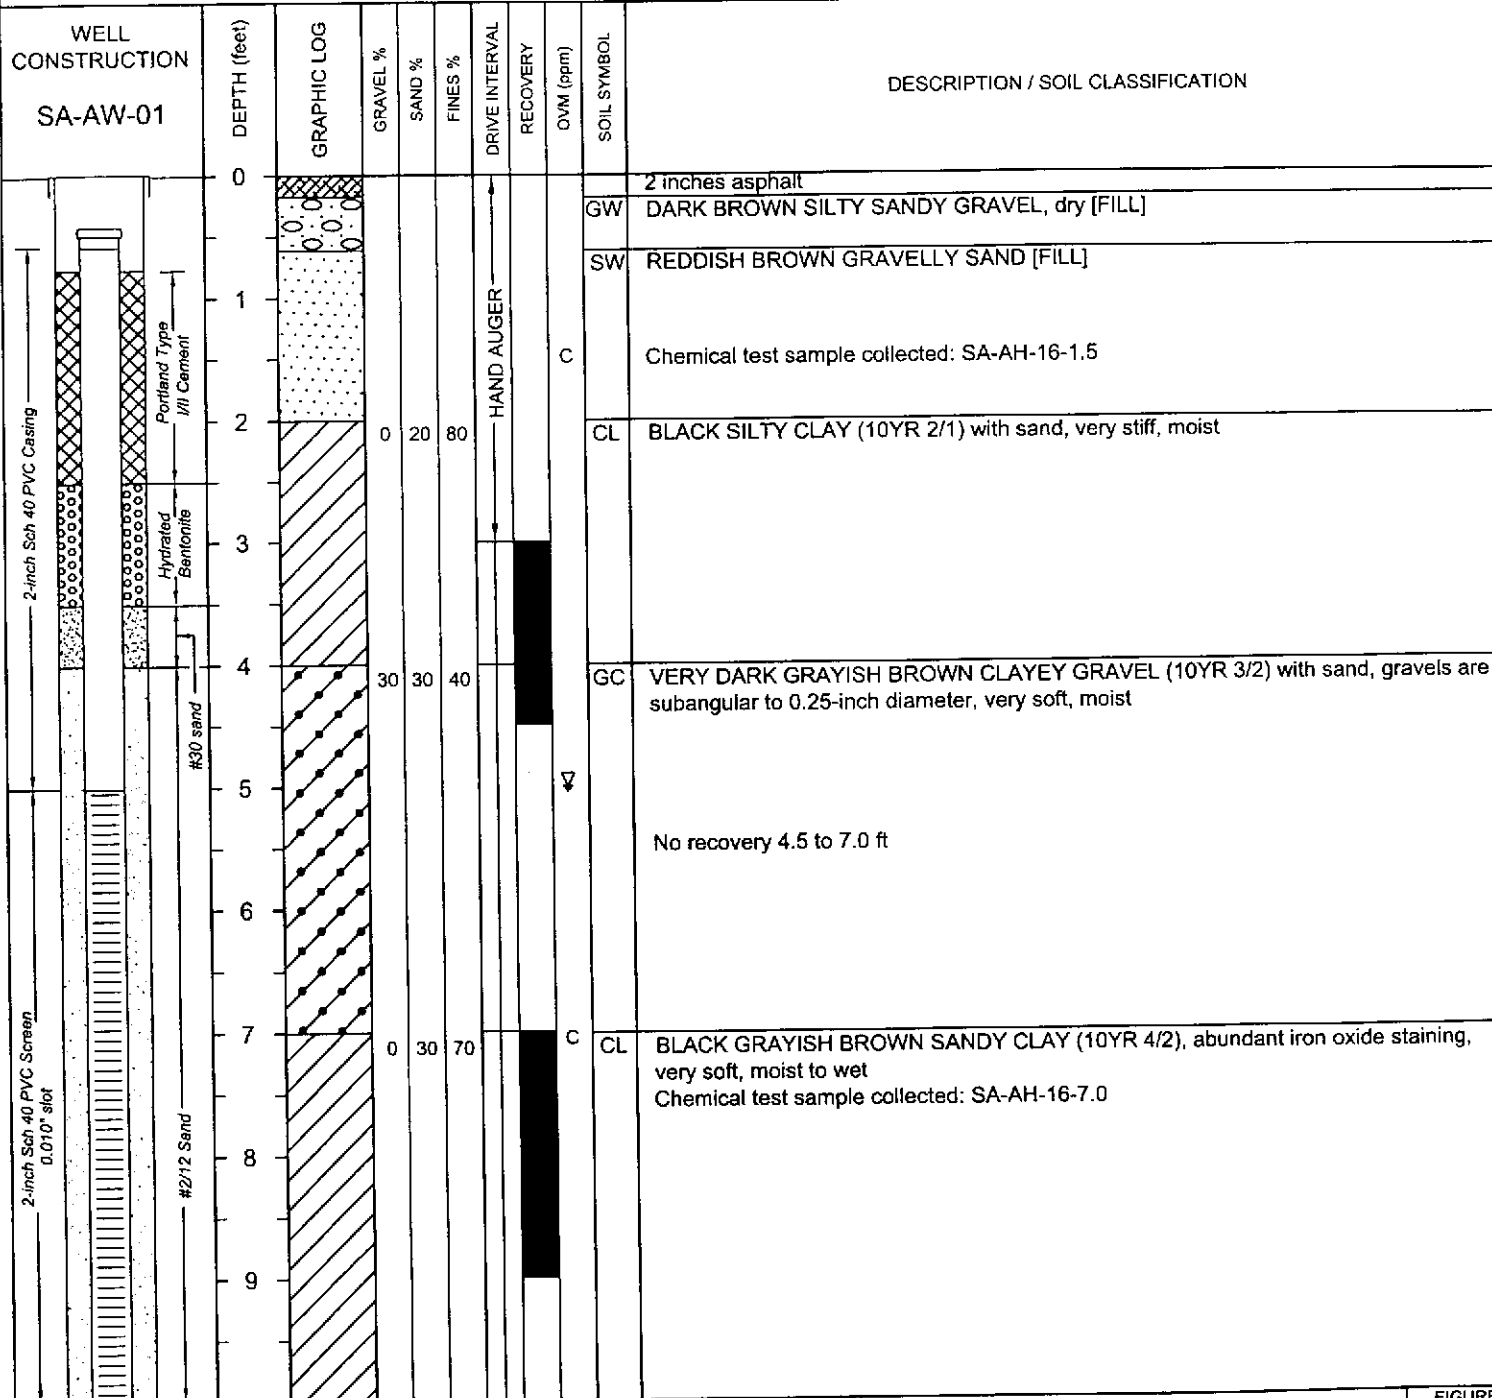 WELL
CONSTRUCTION
SA-AW-01
DEPTH (feet)
GRAPHIC LOG
GRAVEL %
SAND %
FINES %
DRIVE INTERVAL
RECOVERY
OVM (ppm)
SOIL SYMBOL
DESCRIPTION / SOIL CLASSIFICATION
0
2 inches asphalt
GW DARK BROWN SILTY SANDY GRAVEL, dry [FILL]
SW REDDISH BROWN GRAVELLY SAND [FILL]
1
HAND AUGER
Portland Type
I/II Cement
C Chemical test sample collected: SA-AH-16-1.5
2-inch Sch 40 PVC Casing
2
0 20 80 CL BLACK SILTY CLAY (10YR 2/1) with sand, very stiff, moist
Hydrated
Bentonite
3
4
30 30 40 GC VERY DARK GRAYISH BROWN CLAYEY GRAVEL (10YR 3/2) with sand, gravels are
subangular to 0.25-inch diameter, very soft, moist
#30 sand
5
No recovery 4.5 to 7.0 ft
6
7
0 30 70 C CL BLACK GRAYISH BROWN SANDY CLAY (10YR 4/2), abundant iron oxide staining,
very soft, moist to wet
Chemical test sample collected: SA-AH-16-7.0
2-inch Sch 40 PVC Screen
0.010" slot
#2/12 Sand
8
9
FIGURE